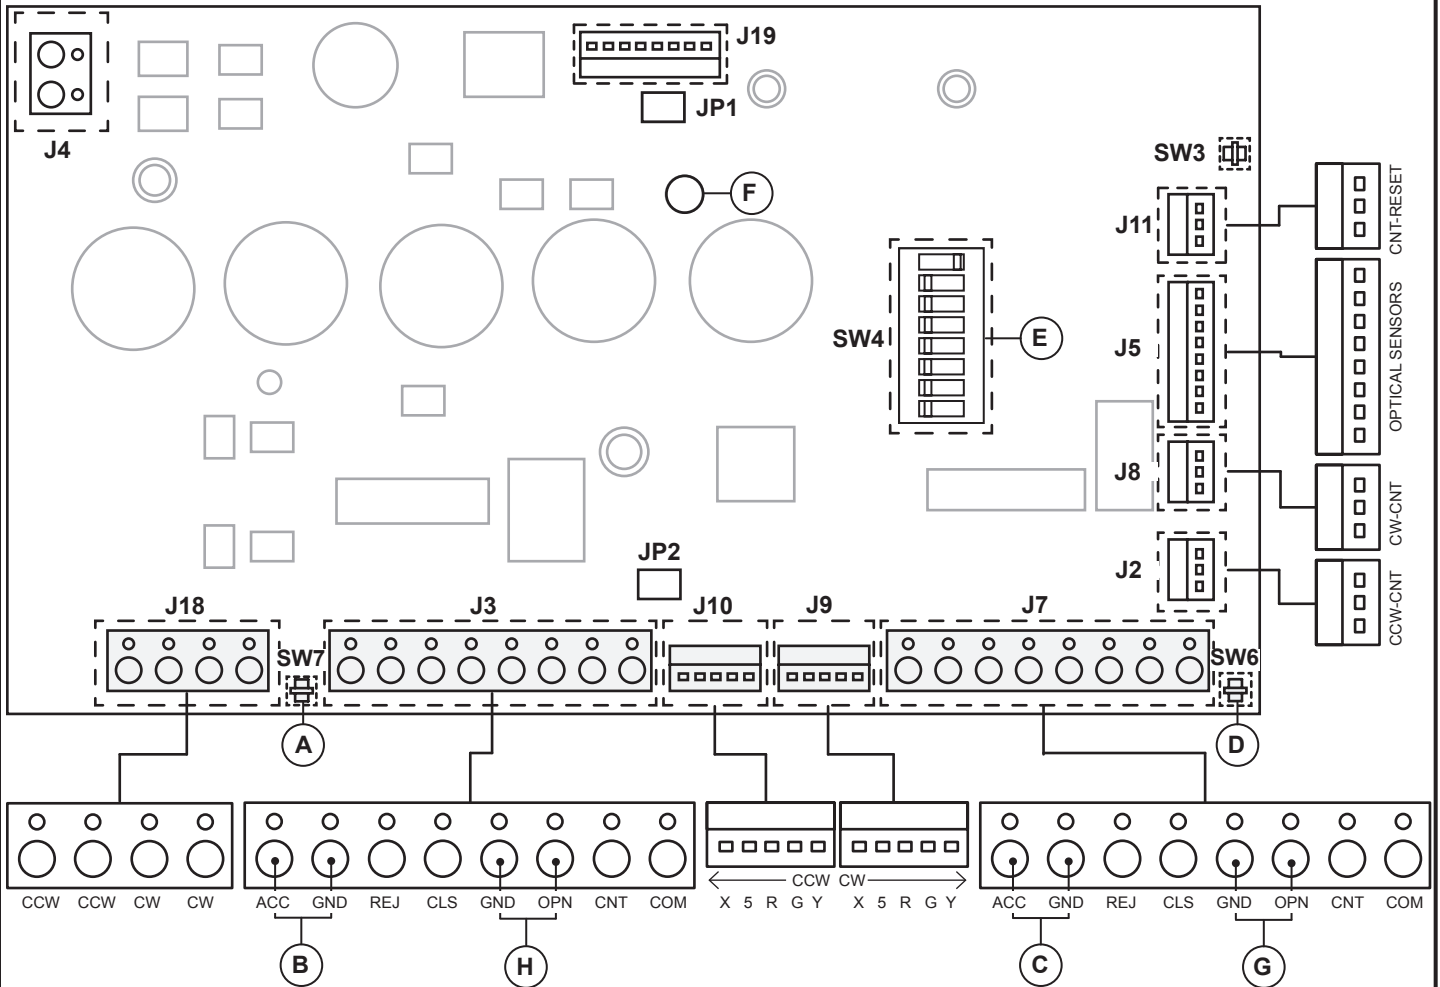 J19
JP1
J4
SW3
F
J11
CNT-RESET
SW4
E
J5
OPTICAL SENSORS
J8
CW-CNT
JP2
J2
CCW-CNT
J18
J3
J10
J9
J7
SW7
SW6
A
D
CCW CCW CW CW
ACC GND REJ CLS GND OPN CNT COM
CCW CW
X 5 R G Y X 5 R G Y
ACC GND REJ CLS GND OPN CNT COM
B
H
C
G